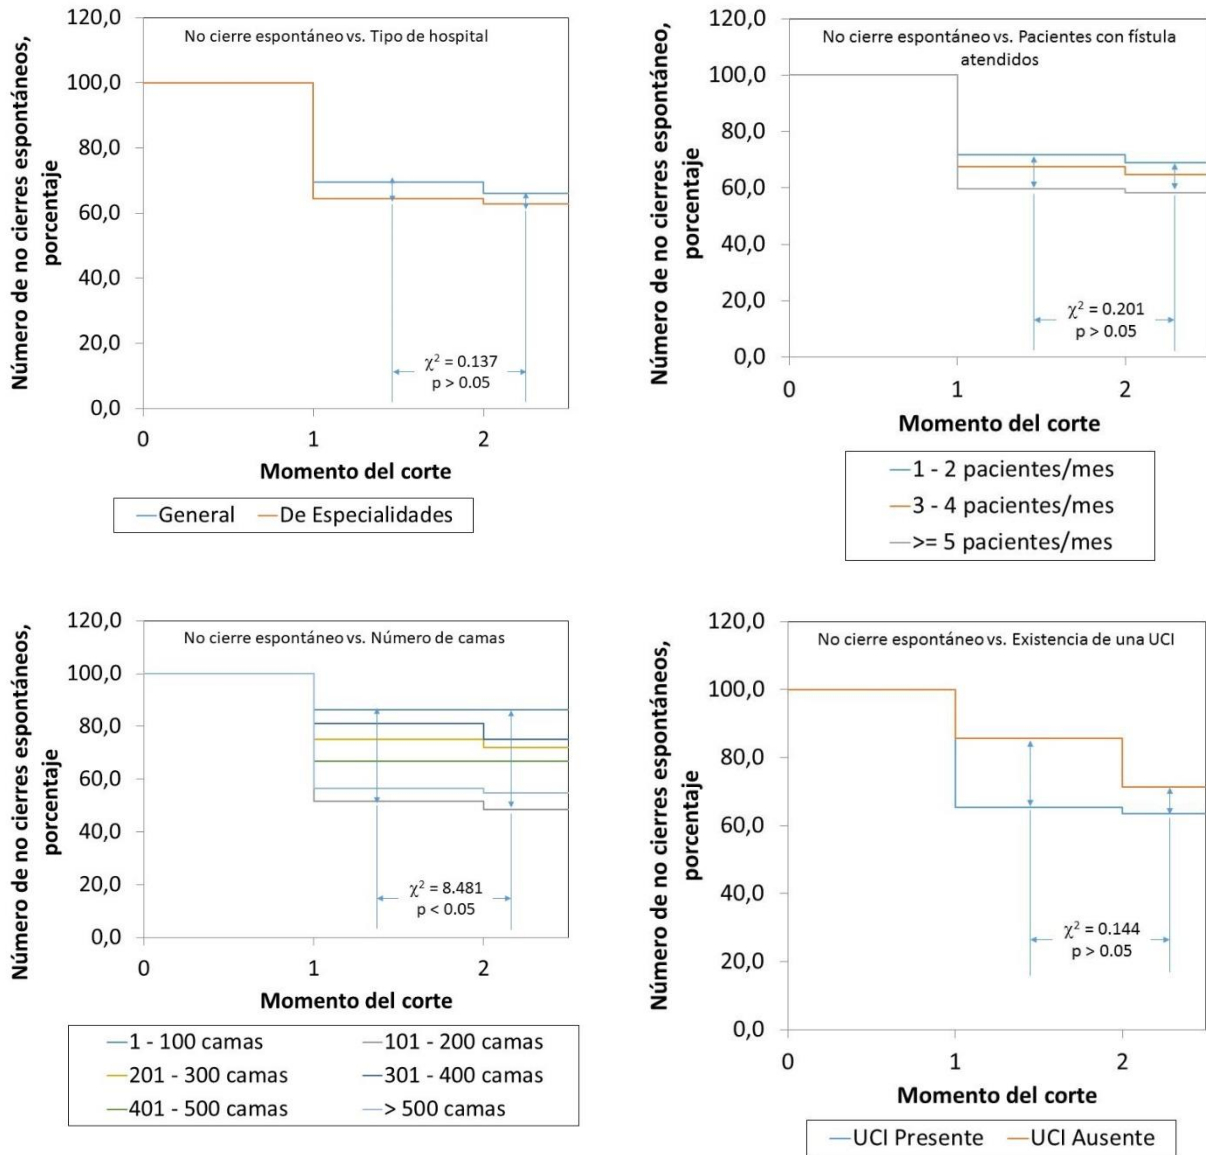 No cierre espontáneo vs. Tipo de hospital
Número de no cierres espontáneos,
porcentaje
120,0
100,0
80,0
60,0
40,0
20,0
0,0
χ² = 0.137
p > 0.05
0
1
2
Momento del corte
General
De Especialidades
No cierre espontáneo vs. Pacientes con fístula
atendidos
Número de no cierres espontáneo,
porcentaje
120,0
100,0
80,0
60,0
40,0
20,0
0,0
χ² = 0.201
p > 0.05
0
1
2
Momento del corte
1 - 2 pacientes/mes
3 - 4 pacientes/mes
>= 5 pacientes/mes
No cierre espontáneo vs. Número de camas
Número de no cierres espontáneos,
porcentaje
120,0
100,0
80,0
60,0
40,0
20,0
0,0
χ² = 8.481
p < 0.05
0
1
2
Momento del corte
1 - 100 camas
101 - 200 camas
201 - 300 camas
301 - 400 camas
401 - 500 camas
> 500 camas
No cierre espontáneo vs. Existencia de una UCI
Número de no cierres espontáneos,
porcentaje
120,0
100,0
80,0
60,0
40,0
20,0
0,0
χ² = 0.144
p > 0.05
0
1
2
Momento del corte
UCI Presente
UCI Ausente